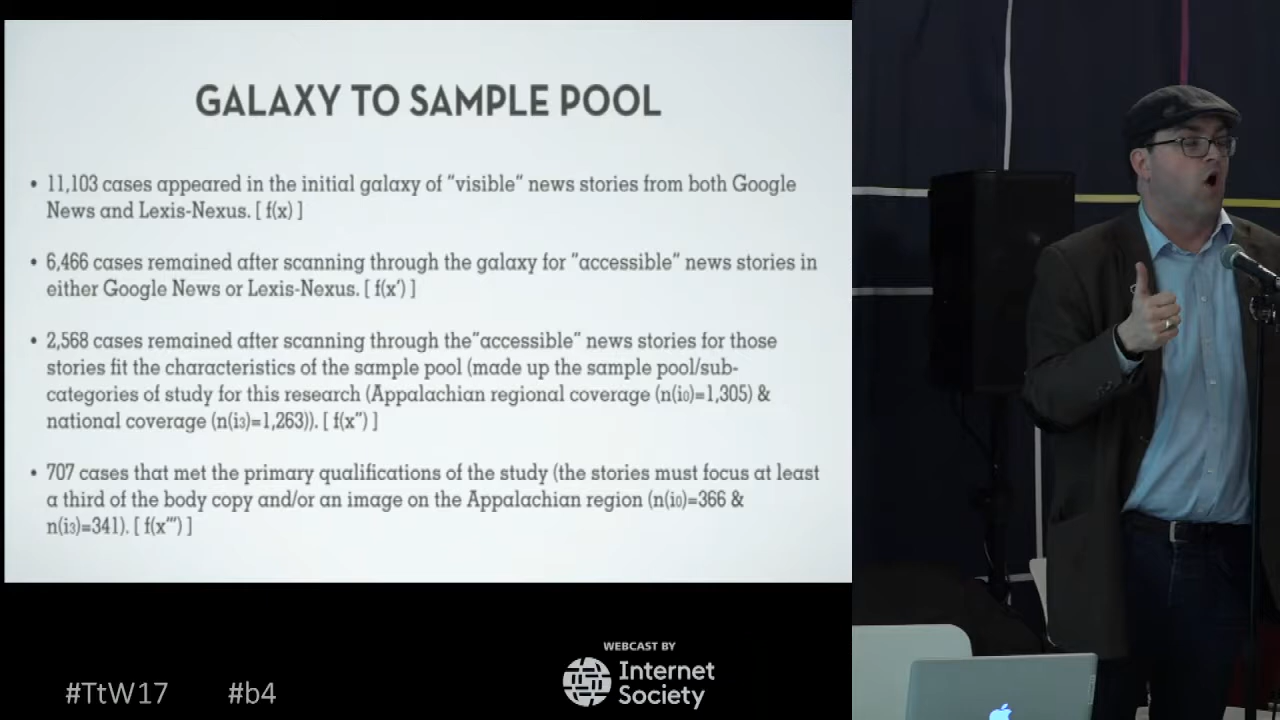 GALAXY TO SAMPLE POOL
• 11,103 cases appeared in the initial galaxy of "visible" news stories from both Google
News and Lexis-Nexus. [ f(x) ]
• 6,466 cases remained after scanning through the galaxy for "accessible" news stories in
either Google News or Lexis-Nexus. [ f(x') ]
• 2,568 cases remained after scanning through the"accessible" news stories for those
stories fit the characteristics of the sample pool (made up the sample pool/sub-
categories of study for this research (Appalachian regional coverage (n(i0)=1,305) &
national coverage (n(i3)=1,263)). [ f(x") ]
• 707 cases that met the primary qualifications of the study (the stories must focus at least
a third of the body copy and/or an image on the Appalachian region (n(i0)=366 &
n(i3)=341). [ f(x''') ]
WEBCAST BY
Internet
Society
#TtW17 #b4